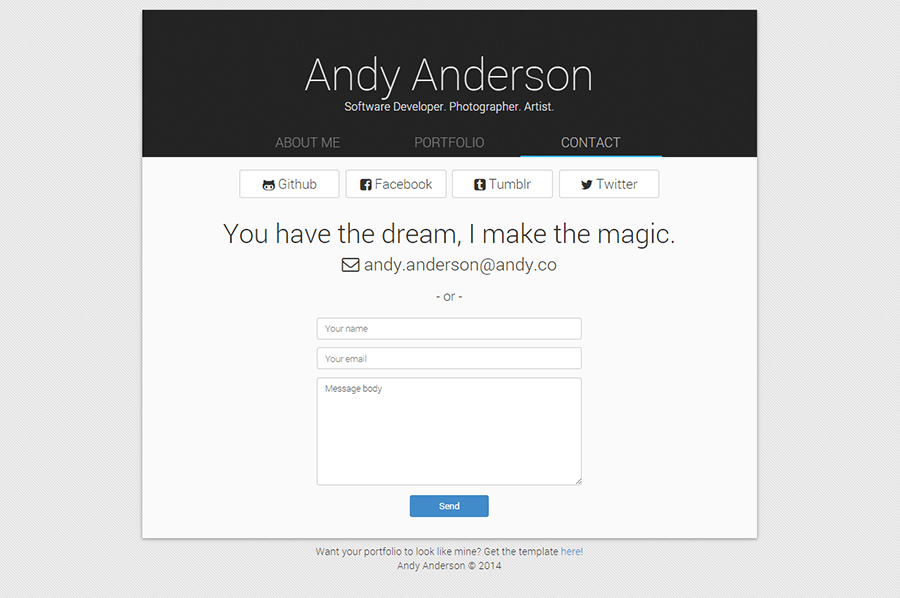 Andy Anderson
Software Developer. Photographer. Artist.
ABOUT ME PORTFOLIO CONTACT
Github Facebook Tumblr Twitter
You have the dream, I make the magic.
andy.anderson@andy.co
- or -
Your name
Your email
Message body
Send
Want your portfolio to look like mine? Get the template here!
Andy Anderson © 2014